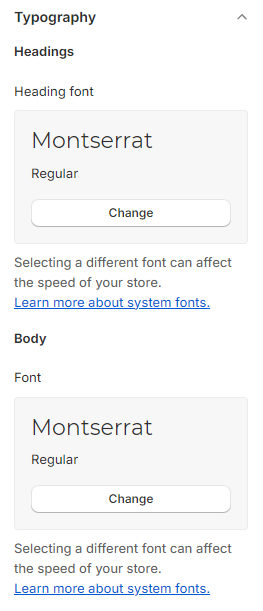 Typography
Headings
Heading font
Montserrat
Regular
Change
Selecting a different font can affect
the speed of your store.
Learn more about system fonts.
Body
Font
Montserrat
Regular
Change
Selecting a different font can affect
the speed of your store.
Learn more about system fonts.